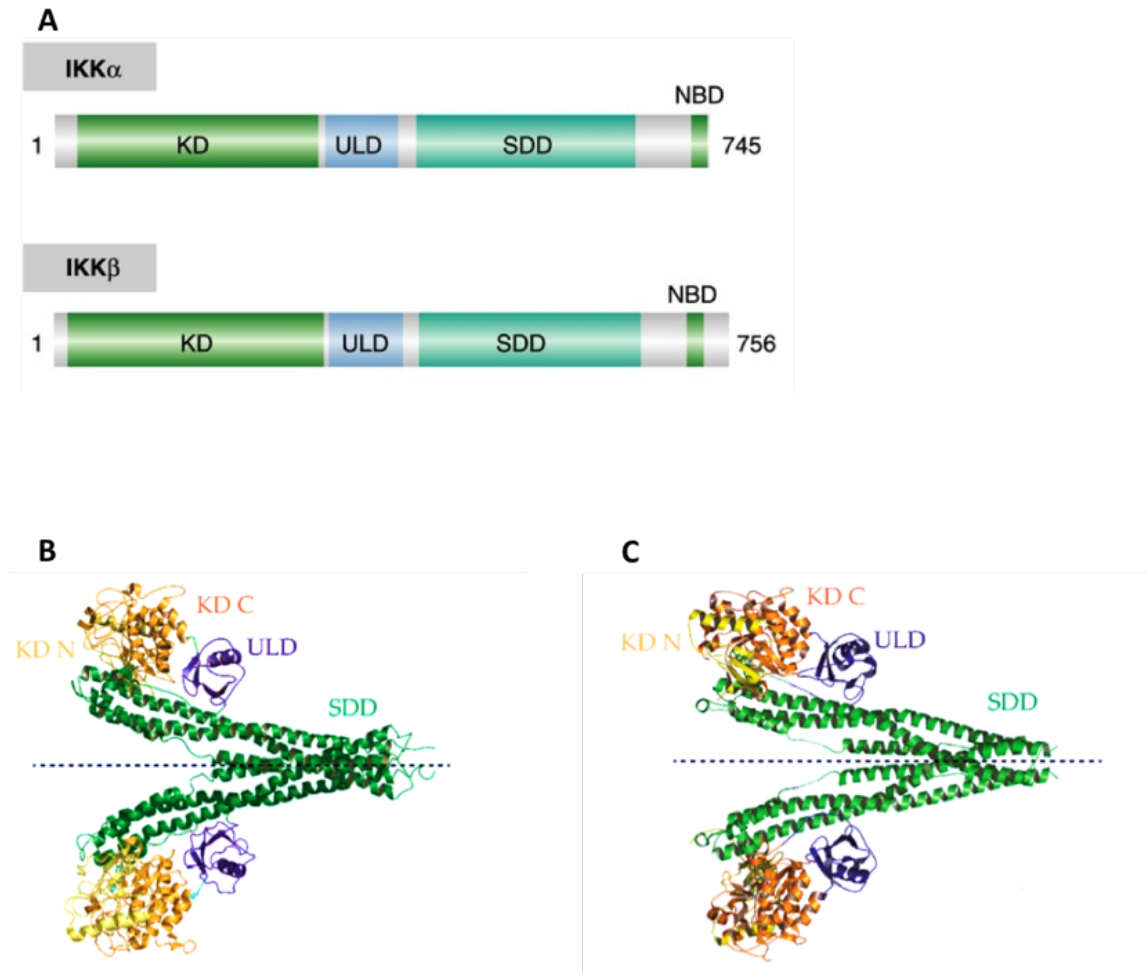 A
IKKα
NBD
1 KD ULD SDD 745
IKKβ
NBD
1 KD ULD SDD 756
B
KD C
KD N
ULD
SDD
C
KD C
KD N
ULD
SDD